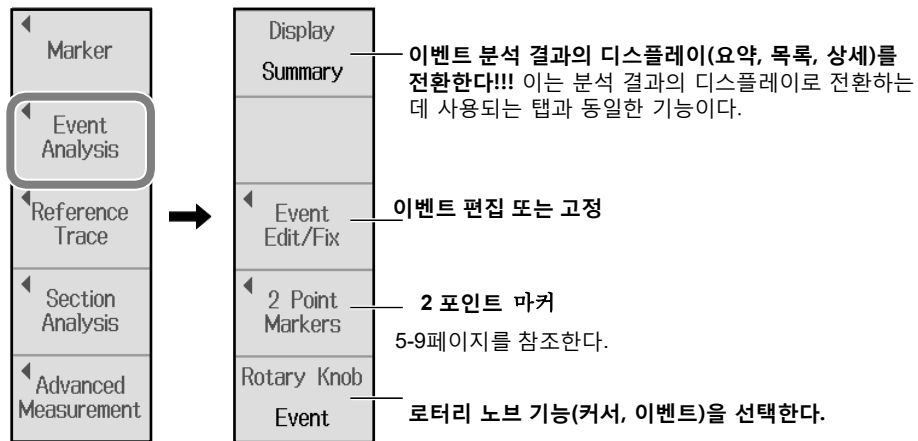 Marker
Event
Analysis
Reference
Trace
Section
Analysis
Advanced
Measurement
Display
Summary
Event
Edit/Fix
2 Point
Markers
Rotary Knob
Event
이벤트 분석 결과의 디스플레이(요약, 목록, 상세)를
전환한다!!! 이는 분석 결과의 디스플레이로 전환하는
데 사용되는 탭과 동일한 기능이다.
이벤트 편집 또는 고정
2 포인트 마커
5-9페이지를 참조한다.
로터리 노브 기능(커서, 이벤트)을 선택한다.